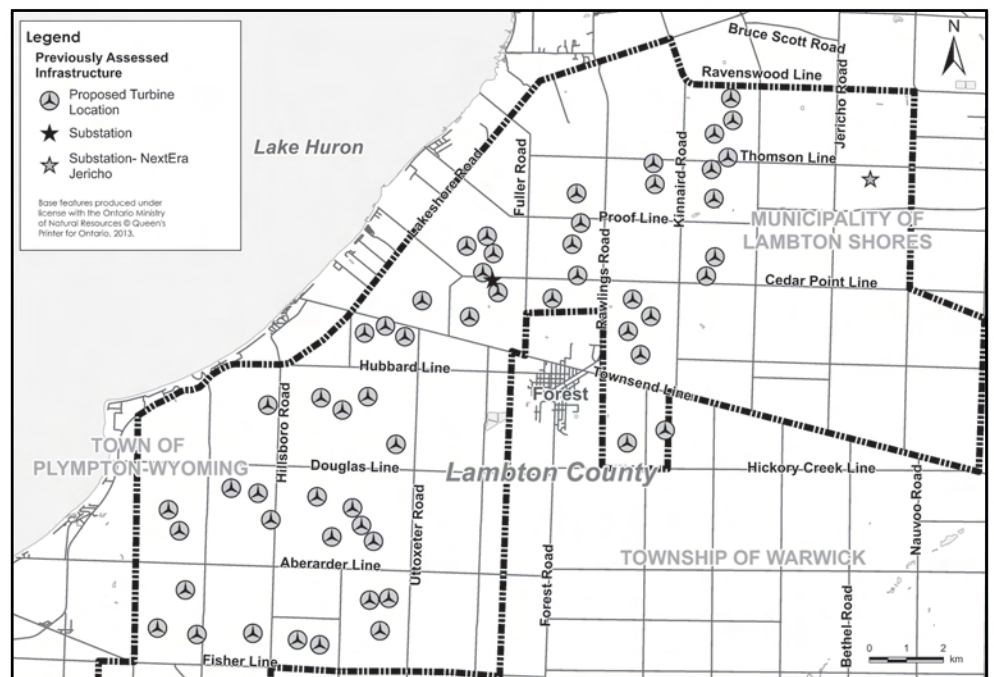 Legend
Previously Assessed
Infrastructure
Proposed Turbine
Location
Substation
Substation- NextEra
Jericho
Base features produced under
license with the Ontario Ministry
of Natural Resources © Queen's
Printer for Ontario, 2013.
N
Bruce Scott Road
Ravenswood Line
Jericho Road
Lake Huron
Lakeshore Road
Fuller Road
Kinnaird Road
Thomson Line
Proof Line
MUNICIPALITY OF
LAMBTON SHORES
Rawlings Road
Cedar Point Line
Hubbard Line
Townsend Line
Forest
Hillsboro Road
TOWN OF
PLYMPTON-WYOMING
Douglas Line
Lambton County
Hickory Creek Line
Nauvoo Road
Uttoxeter Road
Aberarder Line
Forest Road
TOWNSHIP OF WARWICK
Bethel Road
Fisher Line
0 1 2
km